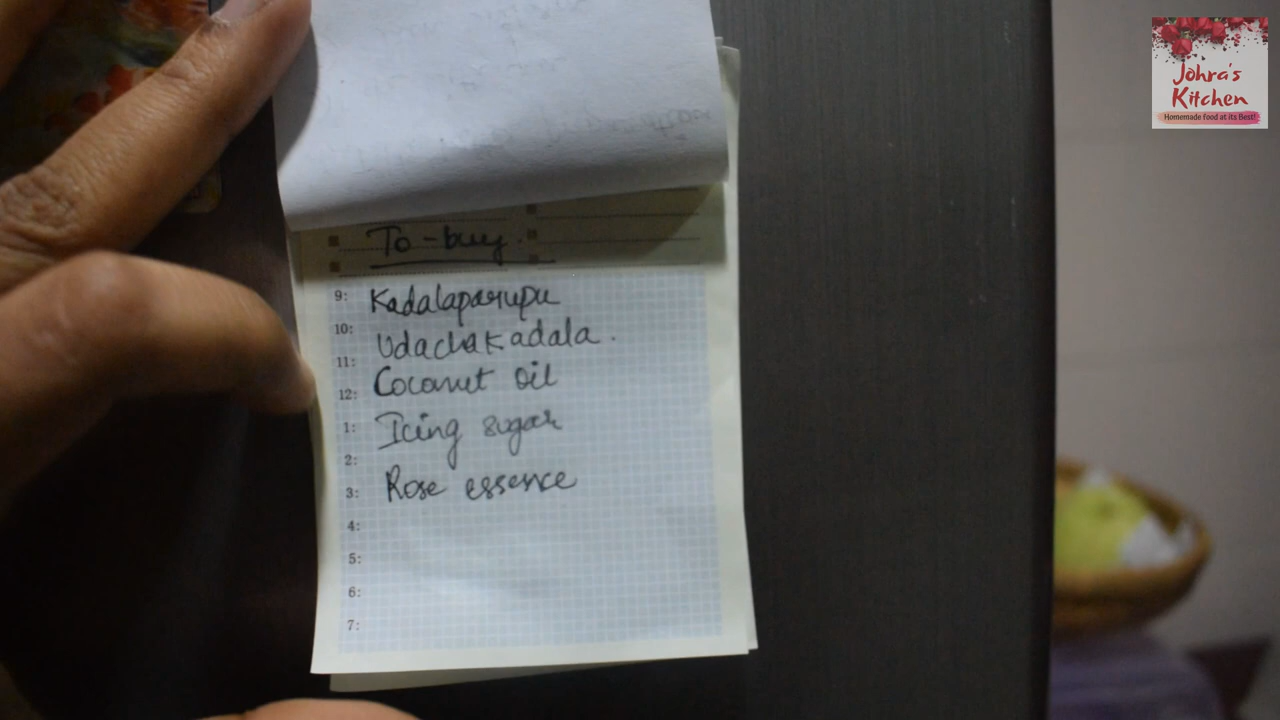 Johra's
Kitchen
Homemade food at its Best!
To-buy.
9: Kadalaparupu
10: Udachakadala.
11: Coconut oil
12:
1: Icing sugar
2:
3: Rose essence
4:
5:
6:
7: